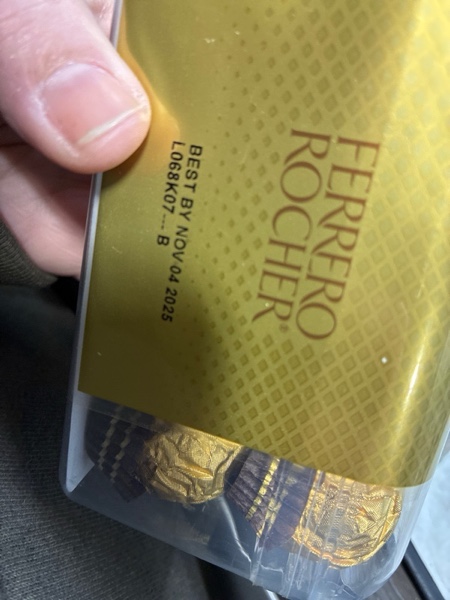 FERRERO
ROCHER®
BEST BY NOV 04 2025
L068K07--- B